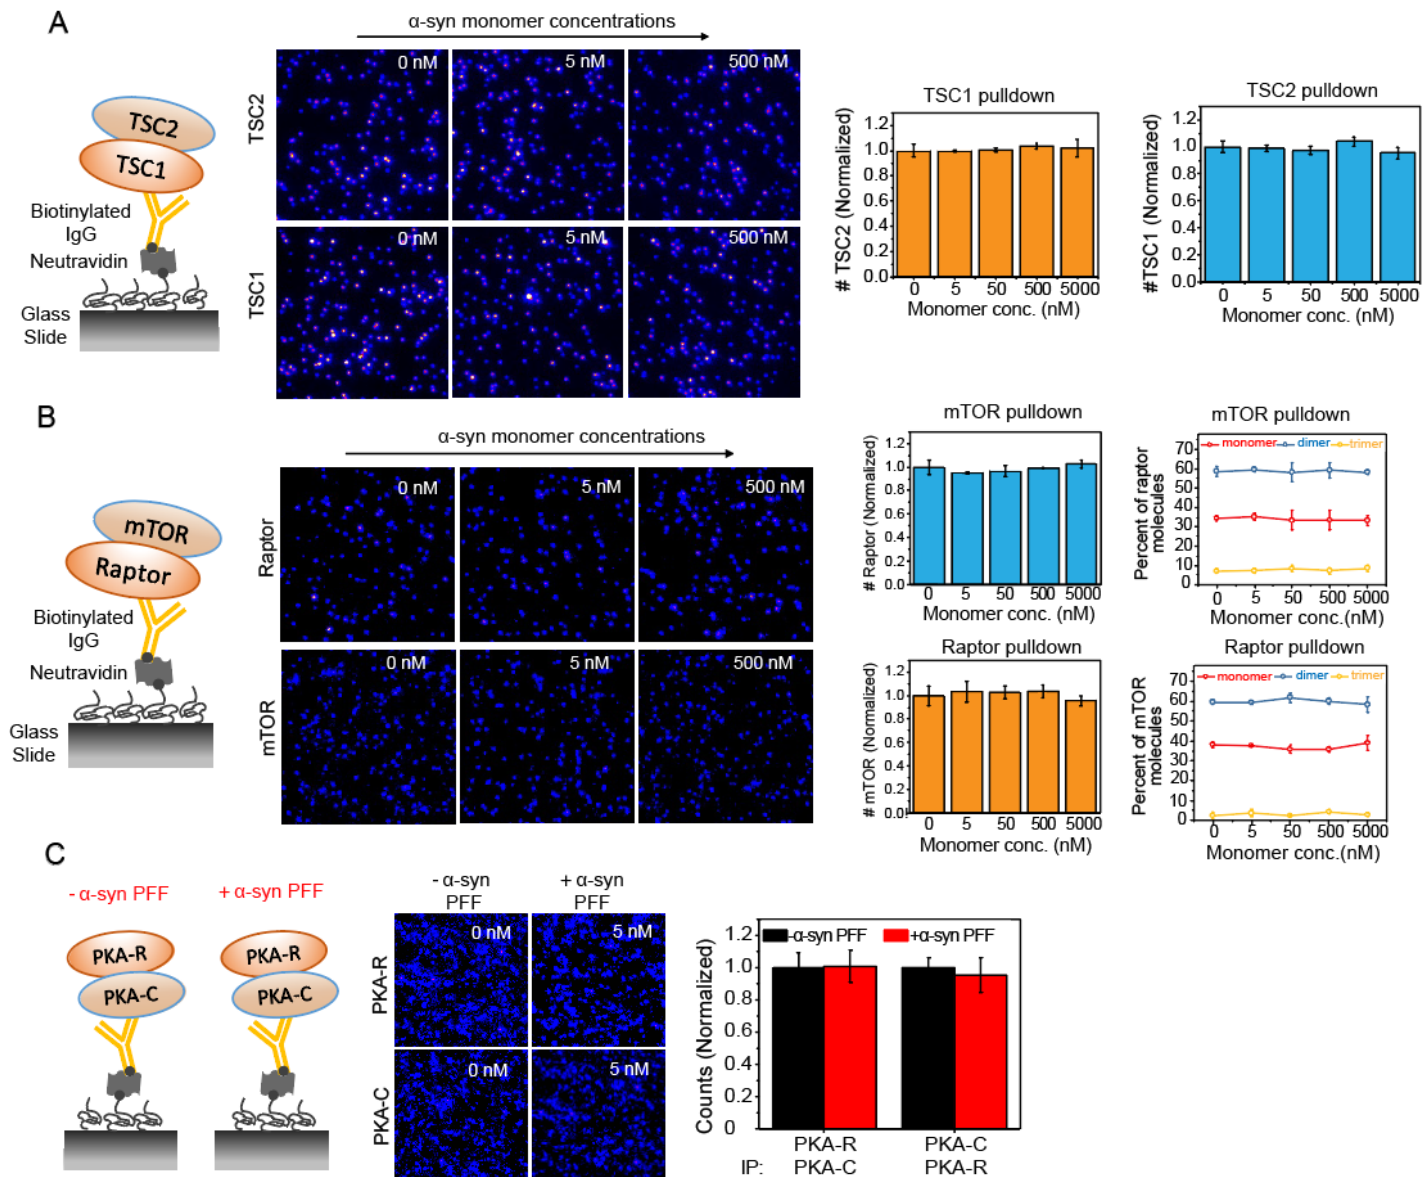 A
α-syn monomer concentrations
TSC2
TSC1
Biotinylated
IgG
Neutravidin
Glass
Slide
TSC2
0 nM
5 nM
500 nM
TSC1
0 nM
5 nM
500 nM
TSC1 pulldown
# TSC2 (Normalized)
1.2
1.0
0.8
0.6
0.4
0.2
0.0
0 5 50 500 5000
Monomer conc. (nM)
TSC2 pulldown
#TSC1 (Normalized)
1.2
1.0
0.8
0.6
0.4
0.2
0.0
0 5 50 500 5000
Monomer conc. (nM)
B
α-syn monomer concentrations
mTOR
Raptor
Biotinylated
IgG
Neutravidin
Glass
Slide
Raptor
0 nM
5 nM
500 nM
mTOR
0 nM
5 nM
500 nM
mTOR pulldown
# Raptor (Normalized)
1.2
1.0
0.8
0.6
0.4
0.2
0.0
0 5 50 500 5000
Monomer conc. (nM)
mTOR pulldown
monomer dimer trimer
Percent of raptor
molecules
70
60
50
40
30
20
10
0
0 5 50 500 5000
Monomer conc.(nM)
Raptor pulldown
# mTOR (Normalized)
1.2
1.0
0.8
0.6
0.4
0.2
0.0
0 5 50 500 5000
Monomer conc. (nM)
Raptor pulldown
monomer dimer trimer
Percent of mTOR
molecules
70
60
50
40
30
20
10
0
0 5 50 500 5000
Monomer conc.(nM)
C
- α-syn PFF
+ α-syn PFF
PKA-R
PKA-C
PKA-R
PKA-C
- α-syn
PFF
+ α-syn
PFF
PKA-R
0 nM
5 nM
PKA-C
0 nM
5 nM
Counts (Normalized)
1.2
1.0
0.8
0.6
0.4
0.2
0
-α-syn PFF +α-syn PFF
PKA-R PKA-C
IP: PKA-C PKA-R